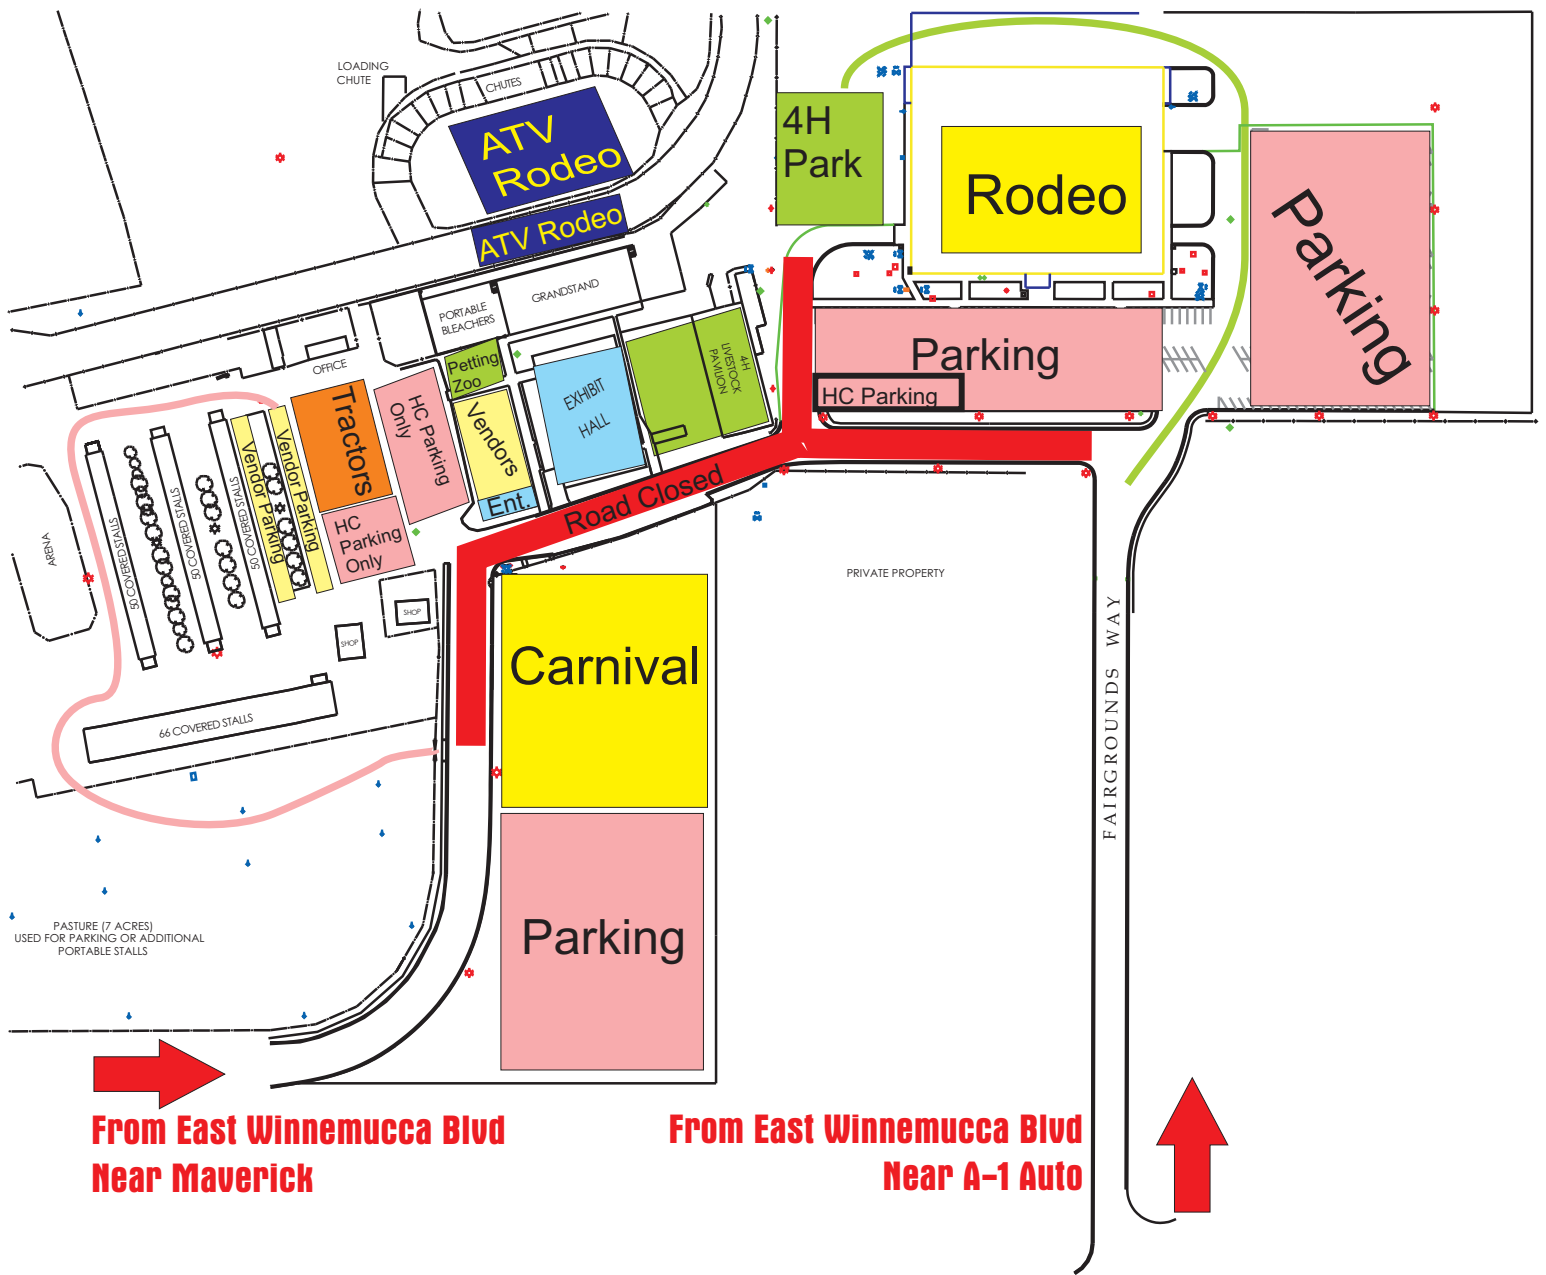 LOADING
CHUTE
CHUTES
ATV
Rodeo
ATV Rodeo
4H
Park
Rodeo
Parking
GRANDSTAND
PORTABLE
BLEACHERS
OFFICE
Petting
Zoo
4-H
LIVESTOCK
PAVILION
EXHIBIT
HALL
Parking
HC Parking
Tractors
HC Parking
Only
Vendors
Ent.
Vendor Parking
Vendor Parking
HC
Parking
Only
Road Closed
ARENA
50 COVERED STALLS
50 COVERED STALLS
50 COVERED STALLS
SHOP
SHOP
66 COVERED STALLS
PRIVATE PROPERTY
Carnival
FAIRGROUNDS WAY
Parking
PASTURE (7 ACRES)
USED FOR PARKING OR ADDITIONAL
PORTABLE STALLS
From East Winnemucca Blvd
Near Maverick
From East Winnemucca Blvd
Near A-1 Auto